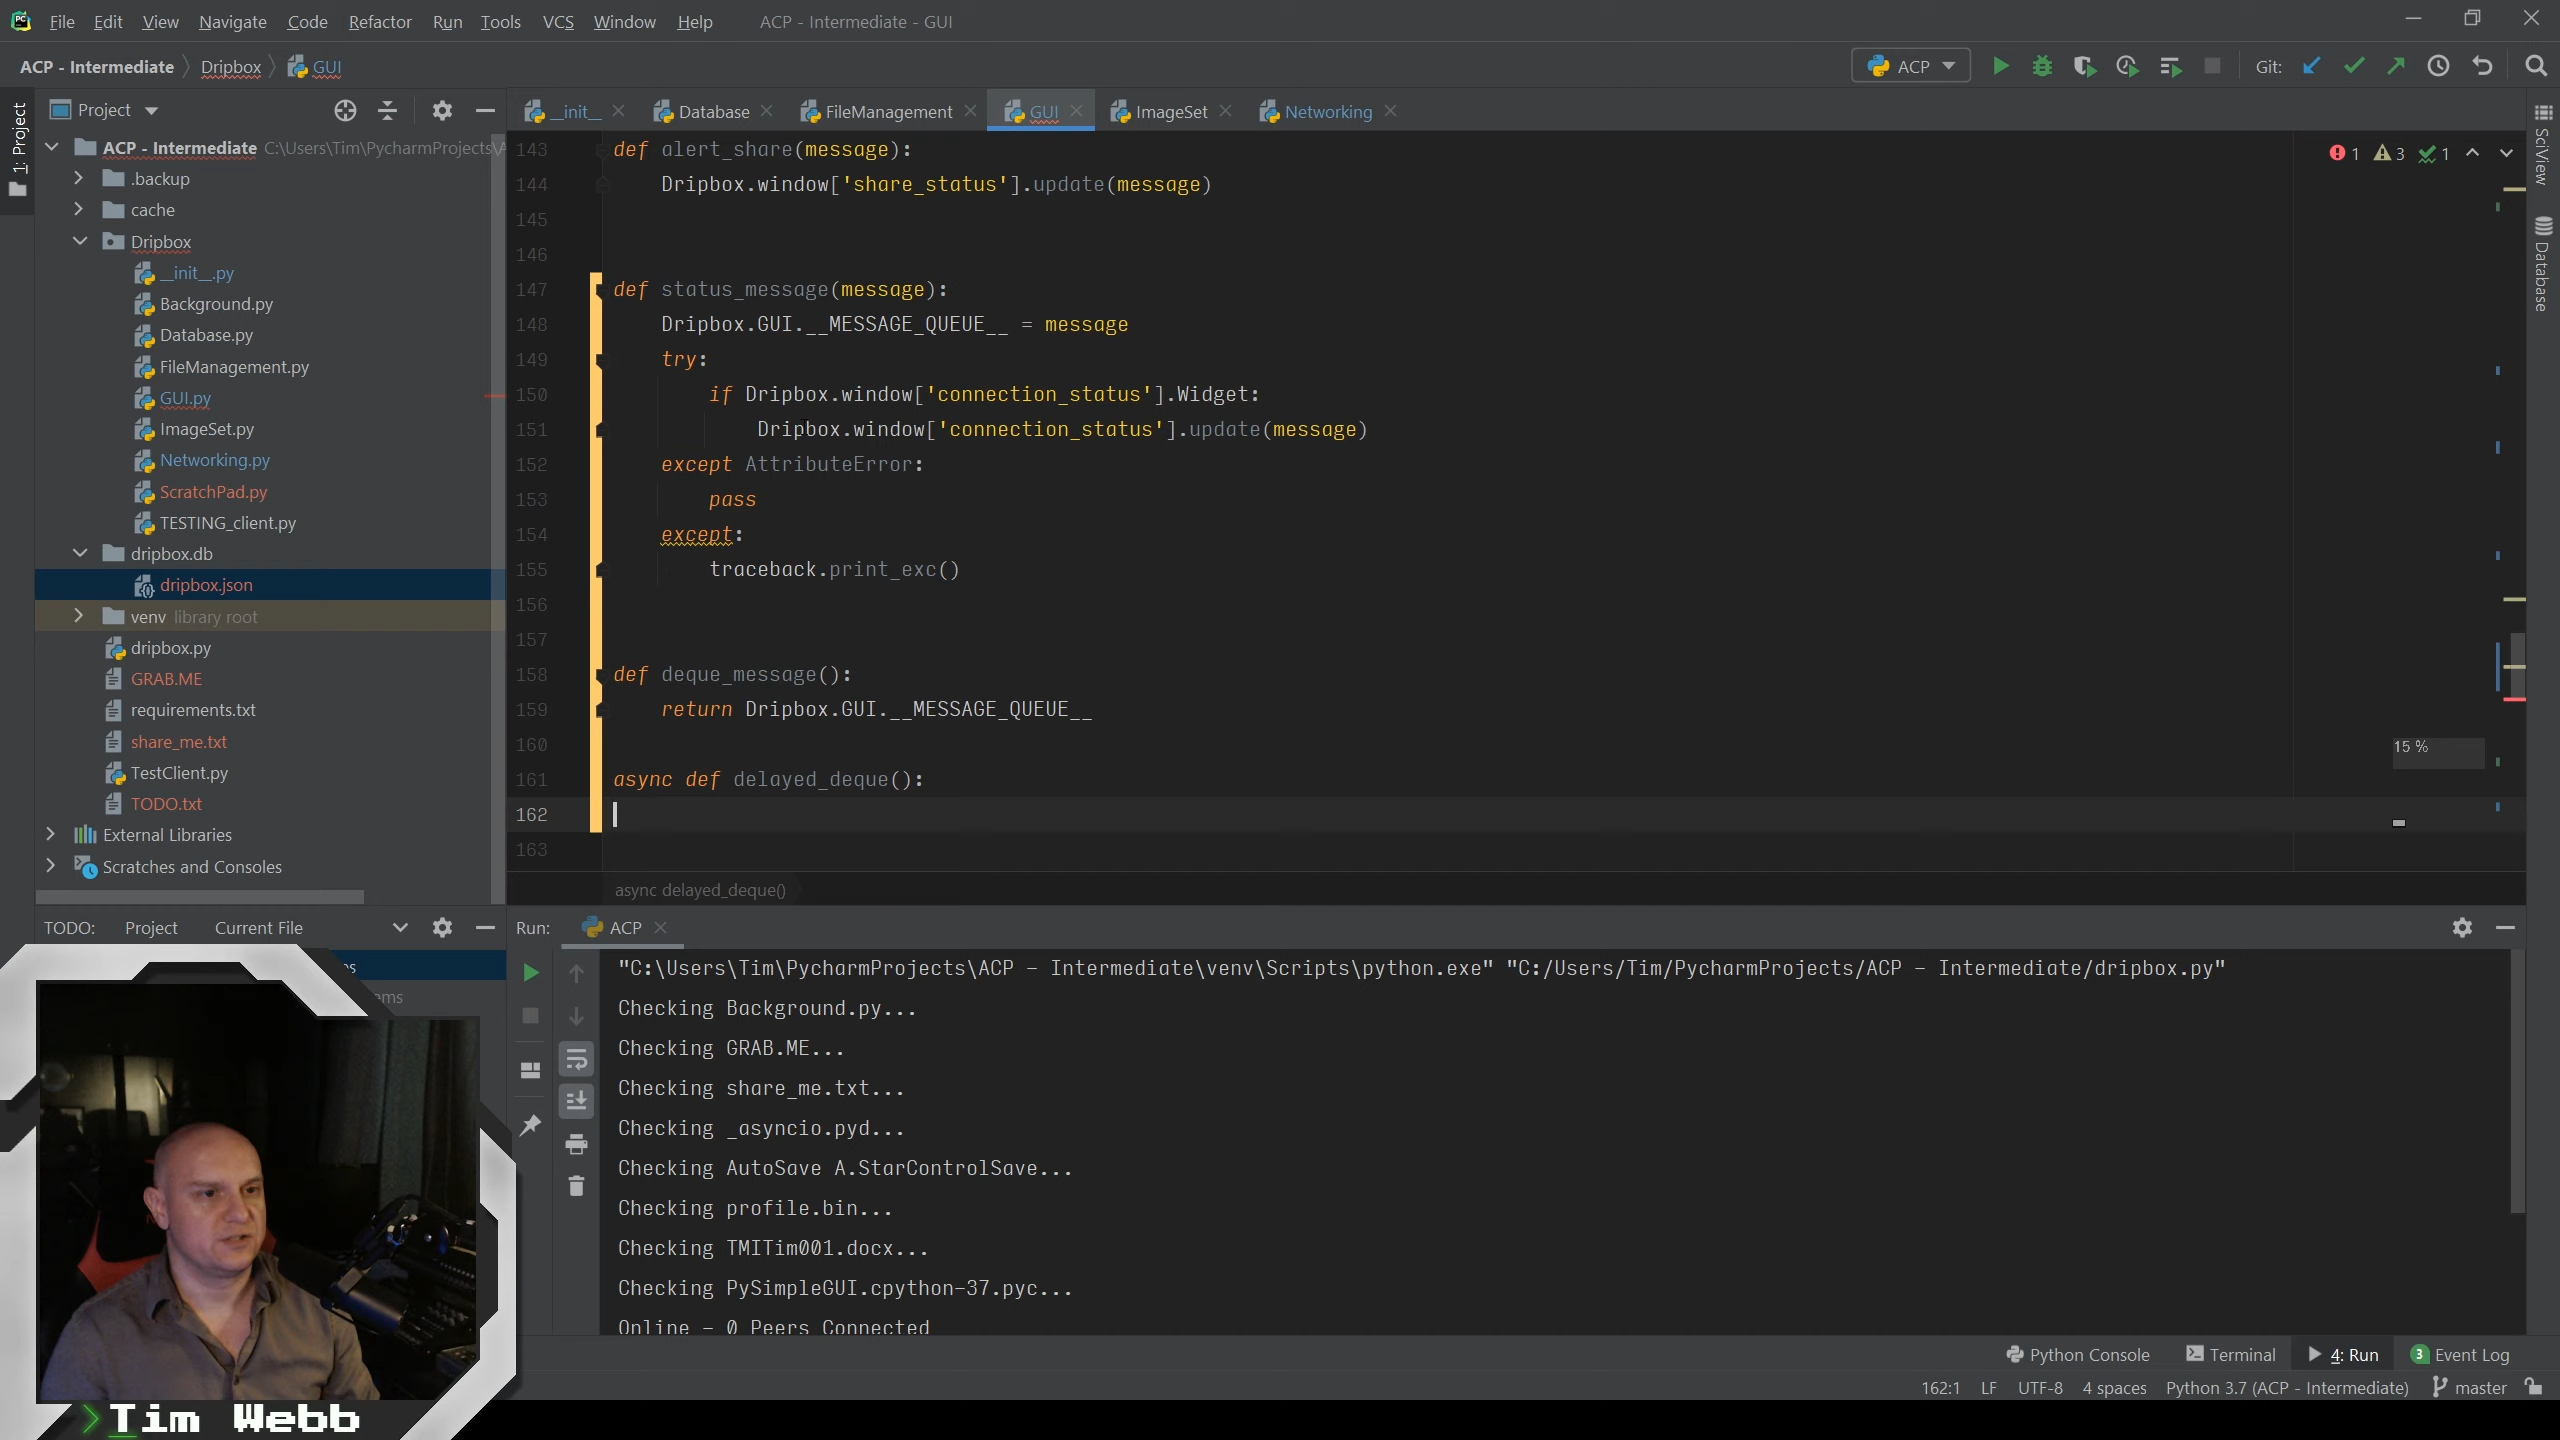 File Edit View Navigate Code Refactor Run Tools VCS Window Help ACP - Intermediate - GUI
ACP - Intermediate Dripbox GUI ACP Git:
Project __init__ Database FileManagement GUI ImageSet Networking
1: Project
SciView
Database
ACP - Intermediate C:\Users\Tim\PycharmProjects\A
.backup
cache
Dripbox
__init__.py
Background.py
Database.py
FileManagement.py
GUI.py
ImageSet.py
Networking.py
ScratchPad.py
TESTING_client.py
dripbox.db
dripbox.json
venv library root
dripbox.py
GRAB.ME
requirements.txt
share_me.txt
TestClient.py
TODO.txt
External Libraries
Scratches and Consoles
1 3 1
143 def alert_share(message):
144 Dripbox.window['share_status'].update(message)
145
146
147 def status_message(message):
148 Dripbox.GUI.__MESSAGE_QUEUE__ = message
149 try:
150 if Dripbox.window['connection_status'].Widget:
151 Dripbox.window['connection_status'].update(message)
152 except AttributeError:
153 pass
154 except:
155 traceback.print_exc()
156
157
158 def deque_message():
159 return Dripbox.GUI.__MESSAGE_QUEUE__
160
161 async def delayed_deque():
162
163
15 %
async delayed_deque()
TODO: Project Current File
Run: ACP
"C:\Users\Tim\PycharmProjects\ACP - Intermediate\venv\Scripts\python.exe" "C:/Users/Tim/PycharmProjects/ACP - Intermediate/dripbox.py"
Checking Background.py...
Checking GRAB.ME...
Checking share_me.txt...
Checking _asyncio.pyd...
Checking AutoSave A.StarControlSave...
Checking profile.bin...
Checking TMITim001.docx...
Checking PySimpleGUI.cpython-37.pyc...
Online - 0 Peers Connected
Python Console Terminal 4: Run 3 Event Log
162:1 LF UTF-8 4 spaces Python 3.7 (ACP - Intermediate) master
>Tim Webb